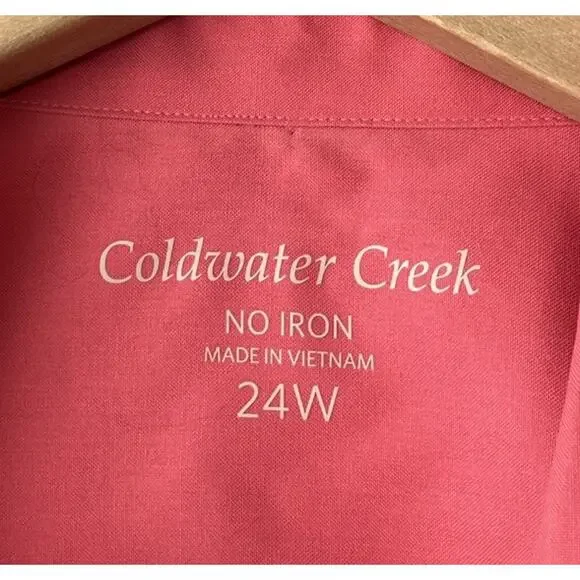 Coldwater Creek
NO IRON
MADE IN VIETNAM
24W